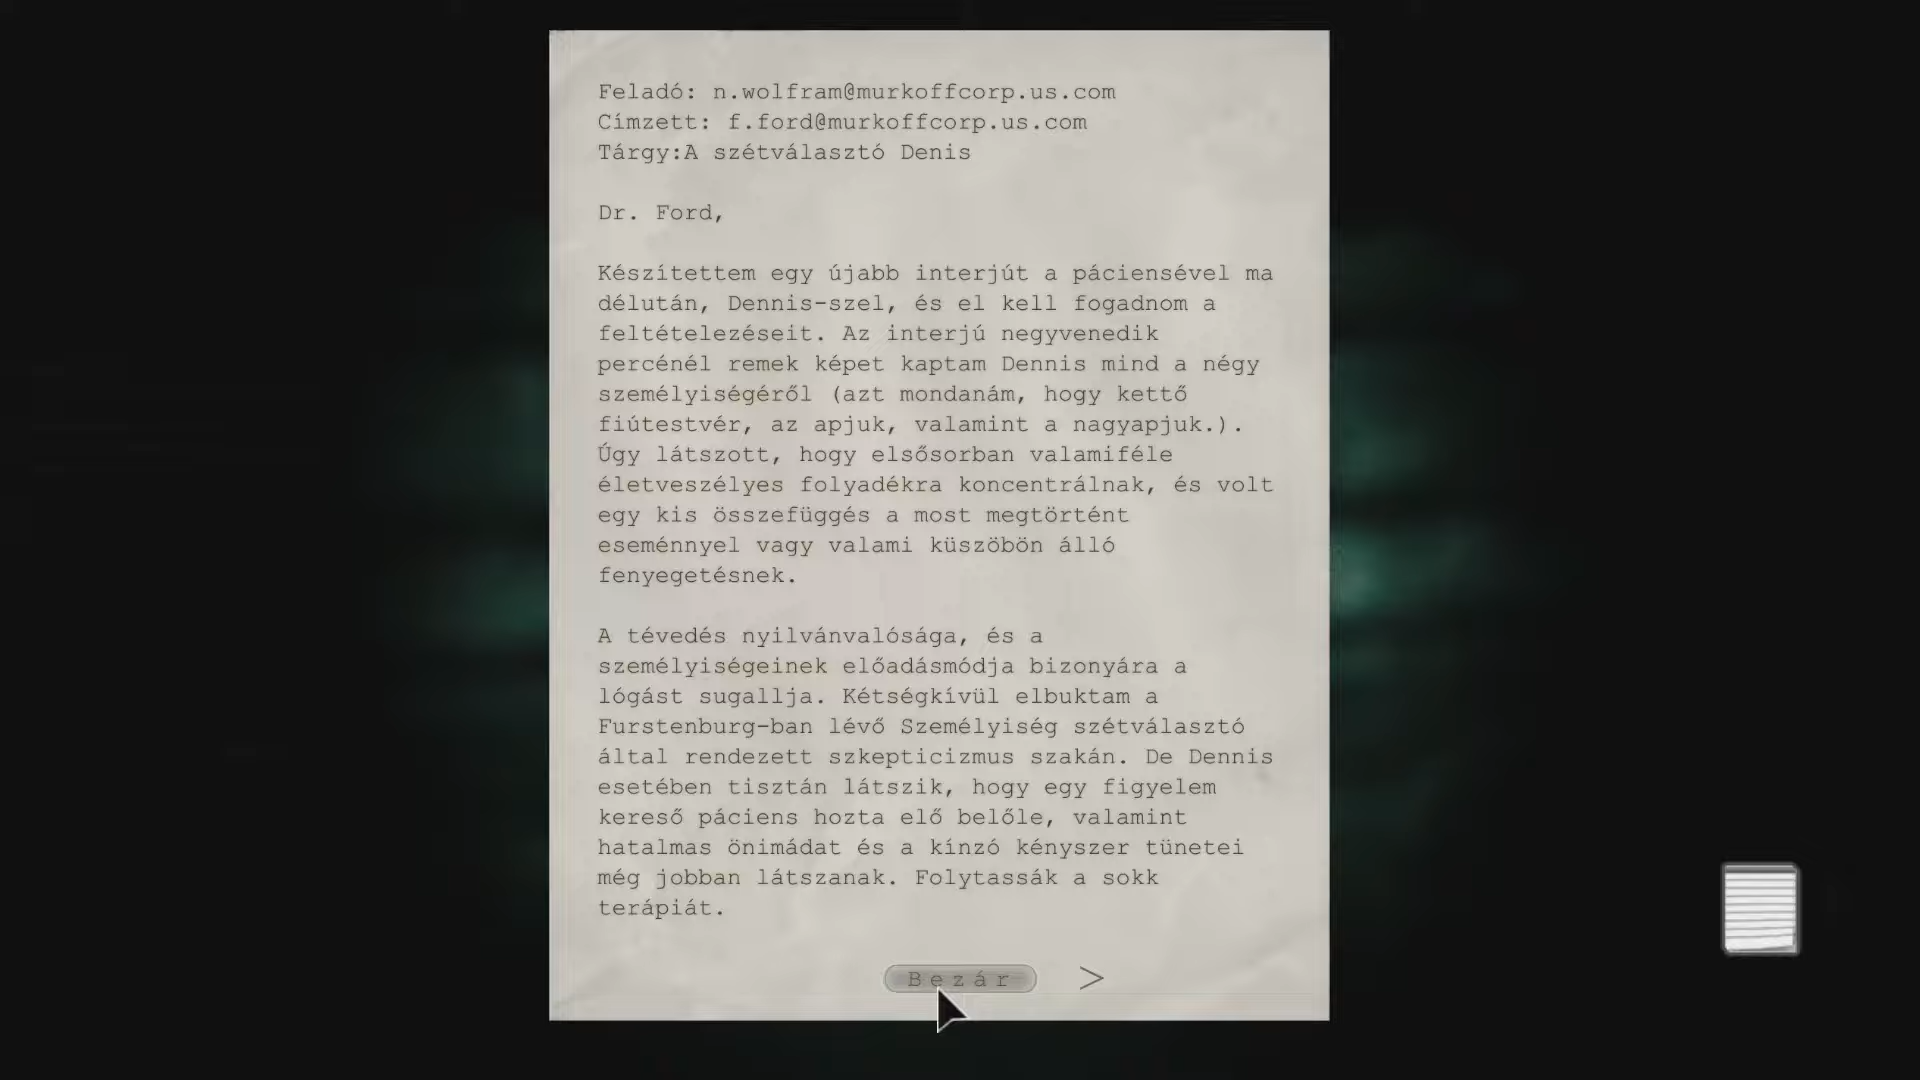 Feladó: n.wolfram@murkoffcorp.us.com
Címzett: f.ford@murkoffcorp.us.com
Tárgy:A szétválasztó Denis
Dr. Ford,
Készítettem egy újabb interjút a páciensével ma
délután, Dennis-szel, és el kell fogadnom a
feltételezéseit. Az interjú negyvenedik
percénél remek képet kaptam Dennis mind a négy
személyiségéről (azt mondanám, hogy kettő
fiútestvér, az apjuk, valamint a nagyapjuk.).
Úgy látszott, hogy elsősorban valamiféle
életveszélyes folyadékra koncentrálnak, és volt
egy kis összefüggés a most megtörtént
eseménnyel vagy valami küszöbön álló
fenyegetésnek.
A tévedés nyilvánvalósága, és a
személyiségeinek előadásmódja bizonyára a
lógást sugallja. Kétségkívül elbuktam a
Furstenburg-ban lévő Személyiség szétválasztó
által rendezett szkepticizmus szakán. De Dennis
esetében tisztán látszik, hogy egy figyelem
kereső páciens hozta elő belőle, valamint
hatalmas önimádat és a kínzó kényszer tünetei
még jobban látszanak. Folytassák a sokk
terápiát.
Bezár >